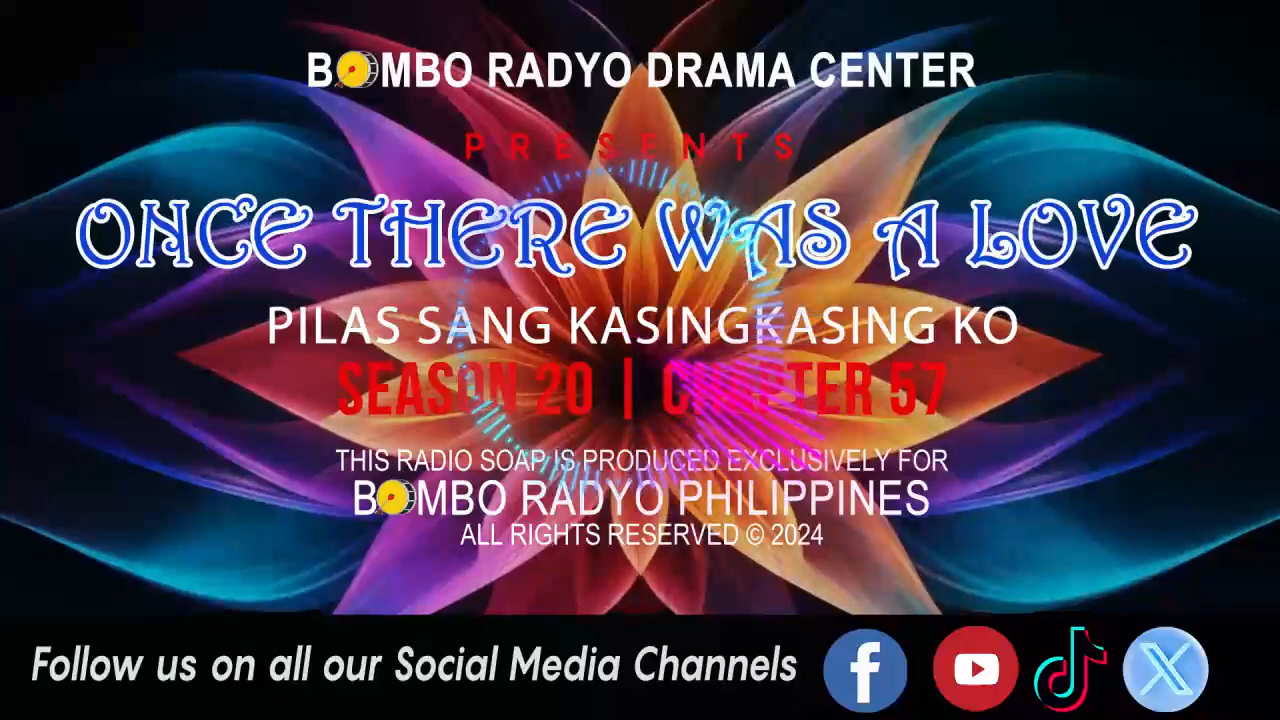 BOMBO RADYO DRAMA CENTER
PRESENTS
ONCE THERE WAS A LOVE
PILAS SANG KASINGKASING KO
SEASON 20 | CHAPTER 57
THIS RADIO SOAP IS PRODUCED EXCLUSIVELY FOR
BOMBO RADYO PHILIPPINES
ALL RIGHTS RESERVED © 2024
Follow us on all our Social Media Channels